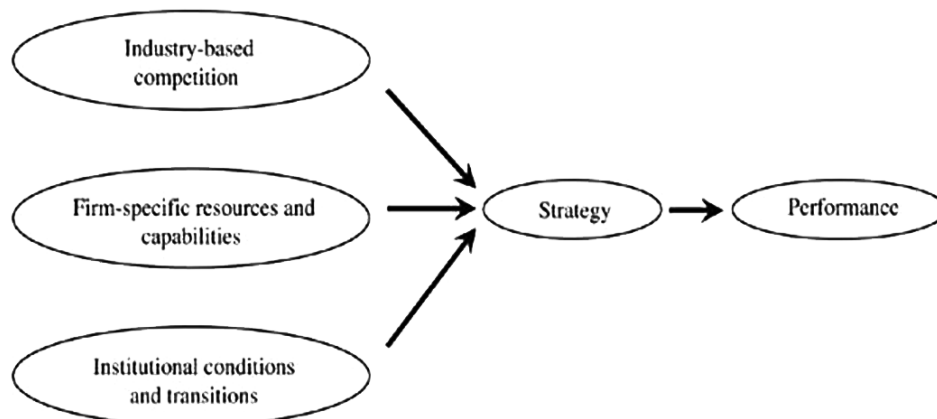 Industry-based
competition
Firm-specific resources and
capabilities
Strategy
Performance
Institutional conditions
and transitions